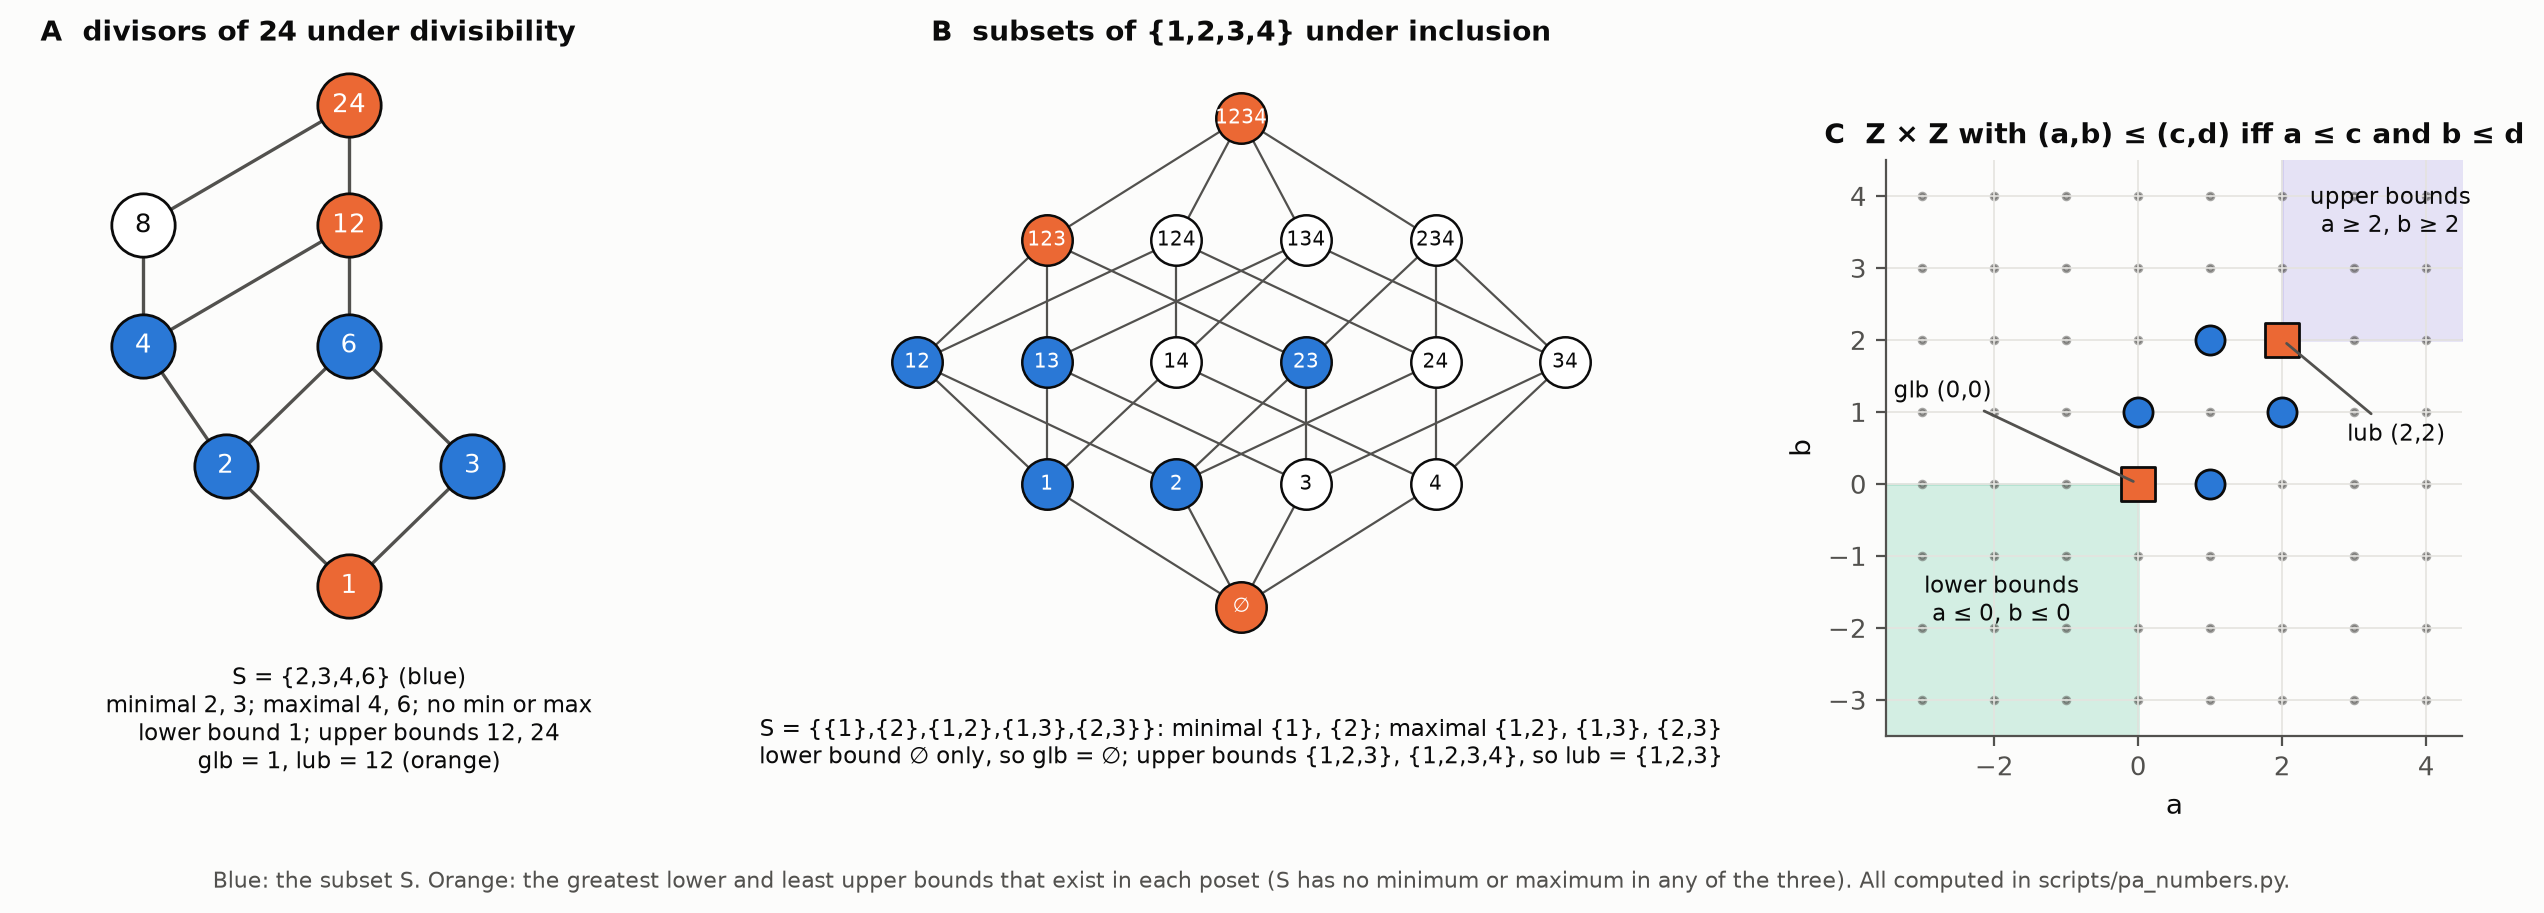 A  divisors of 24 under divisibility
24
8
12
4
6
2
3
1
S = {2,3,4,6} (blue)
minimal 2, 3; maximal 4, 6; no min or max
lower bound 1; upper bounds 12, 24
glb = 1, lub = 12 (orange)
B  subsets of {1,2,3,4} under inclusion
1234
123
124
134
234
12
13
14
23
24
34
1
2
3
4
∅
S = {{1},{2},{1,2},{1,3},{2,3}}: minimal {1}, {2}; maximal {1,2}, {1,3}, {2,3}
lower bound ∅ only, so glb = ∅; upper bounds {1,2,3}, {1,2,3,4}, so lub = {1,2,3}
C  Z × Z with (a,b) ≤ (c,d) iff a ≤ c and b ≤ d
upper bounds
a ≥ 2, b ≥ 2
glb (0,0)
lub (2,2)
lower bounds
a ≤ 0, b ≤ 0
4
3
2
1
0
−1
−2
−3
b
−2
0
2
4
a
Blue: the subset S. Orange: the greatest lower and least upper bounds that exist in each poset (S has no minimum or maximum in any of the three). All computed in scripts/pa_numbers.py.